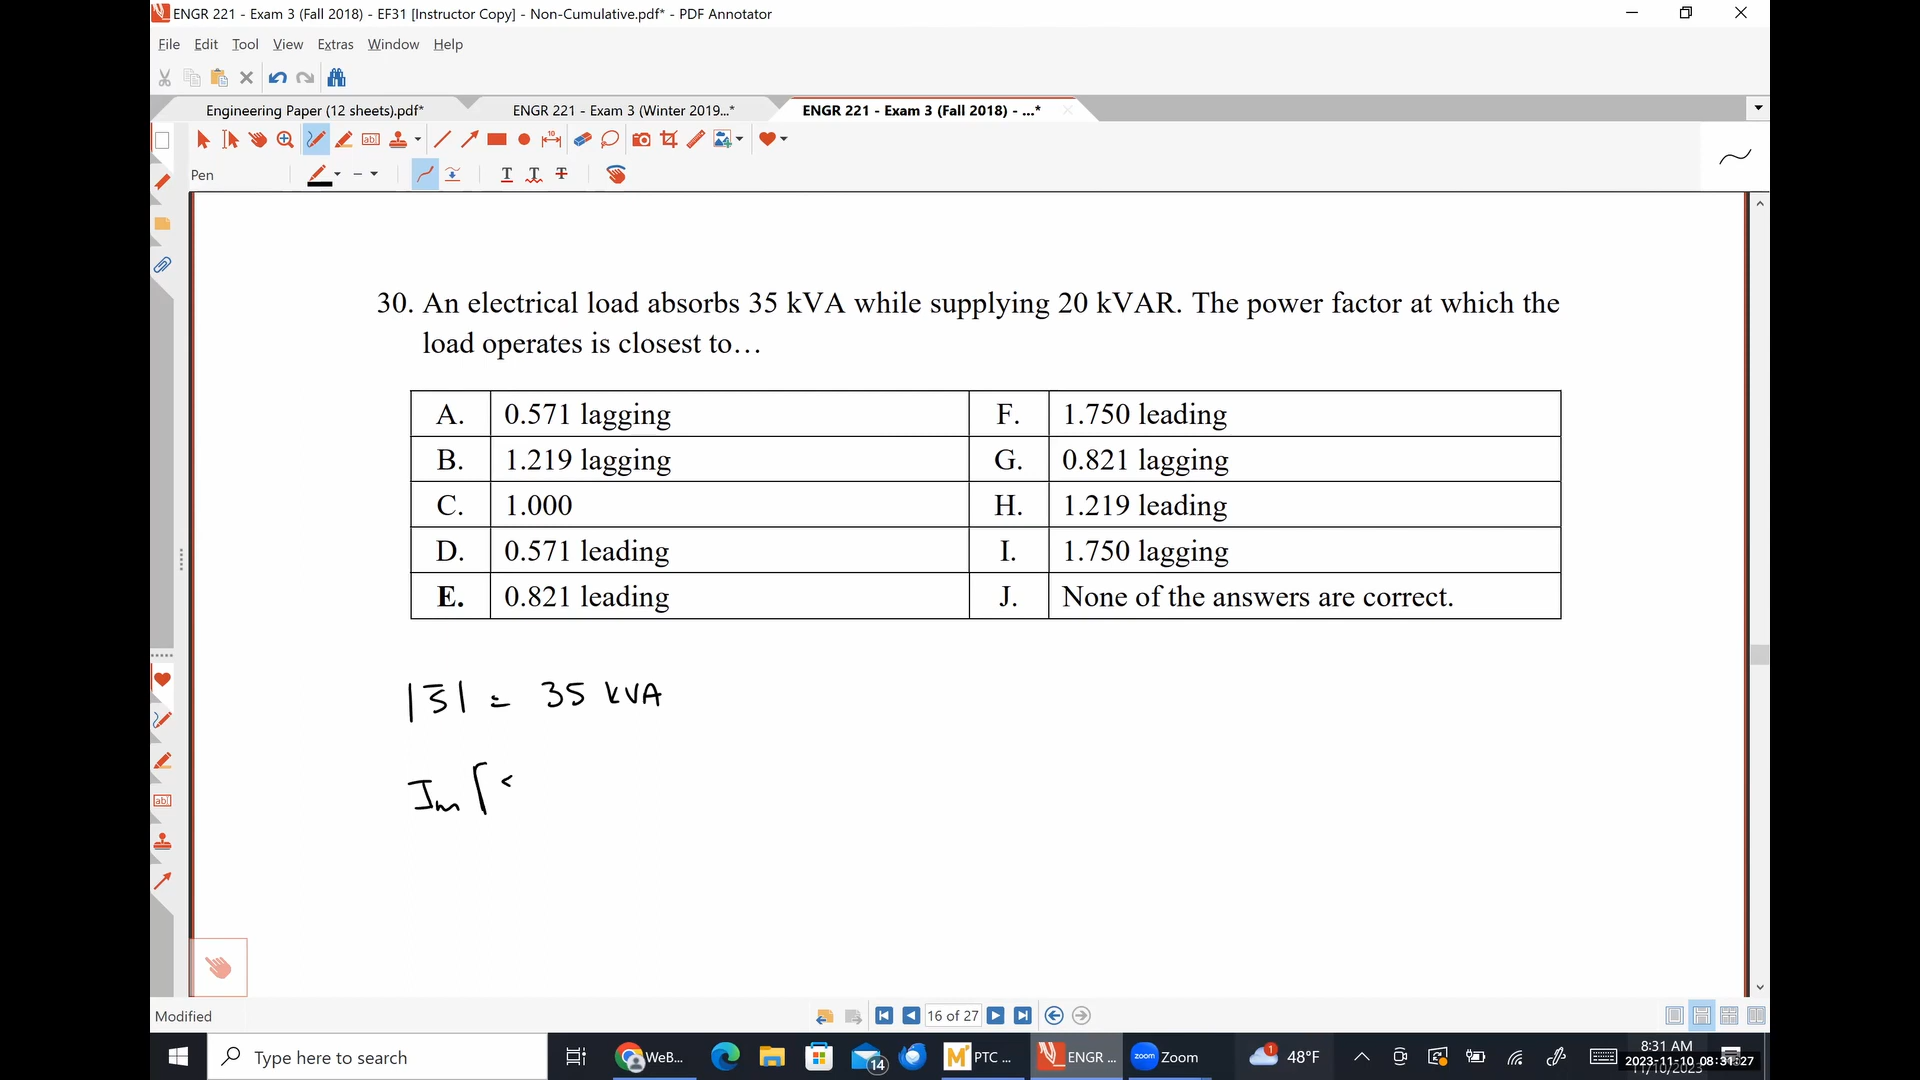 ENGR 221 - Exam 3 (Fall 2018) - EF31 [Instructor Copy] - Non-Cumulative.pdf* - PDF Annotator
File Edit Tool View Extras Window Help
Engineering Paper (12 sheets).pdf* ENGR 221 - Exam 3 (Winter 2019...* ENGR 221 - Exam 3 (Fall 2018) - ...*
Pen
30. An electrical load absorbs 35 kVA while supplying 20 kVAR. The power factor at which the
load operates is closest to…
A. 0.571 lagging F. 1.750 leading
B. 1.219 lagging G. 0.821 lagging
C. 1.000 H. 1.219 leading
D. 0.571 leading I. 1.750 lagging
E. 0.821 leading J. None of the answers are correct.
|S̅| = 35 kVA
Im [
16 of 27
Modified
Type here to search WeB... 14 PTC ... ENGR ... zoom Zoom 1 48°F 8:31 AM
2023-11-10 08:31:27
11/10/2023